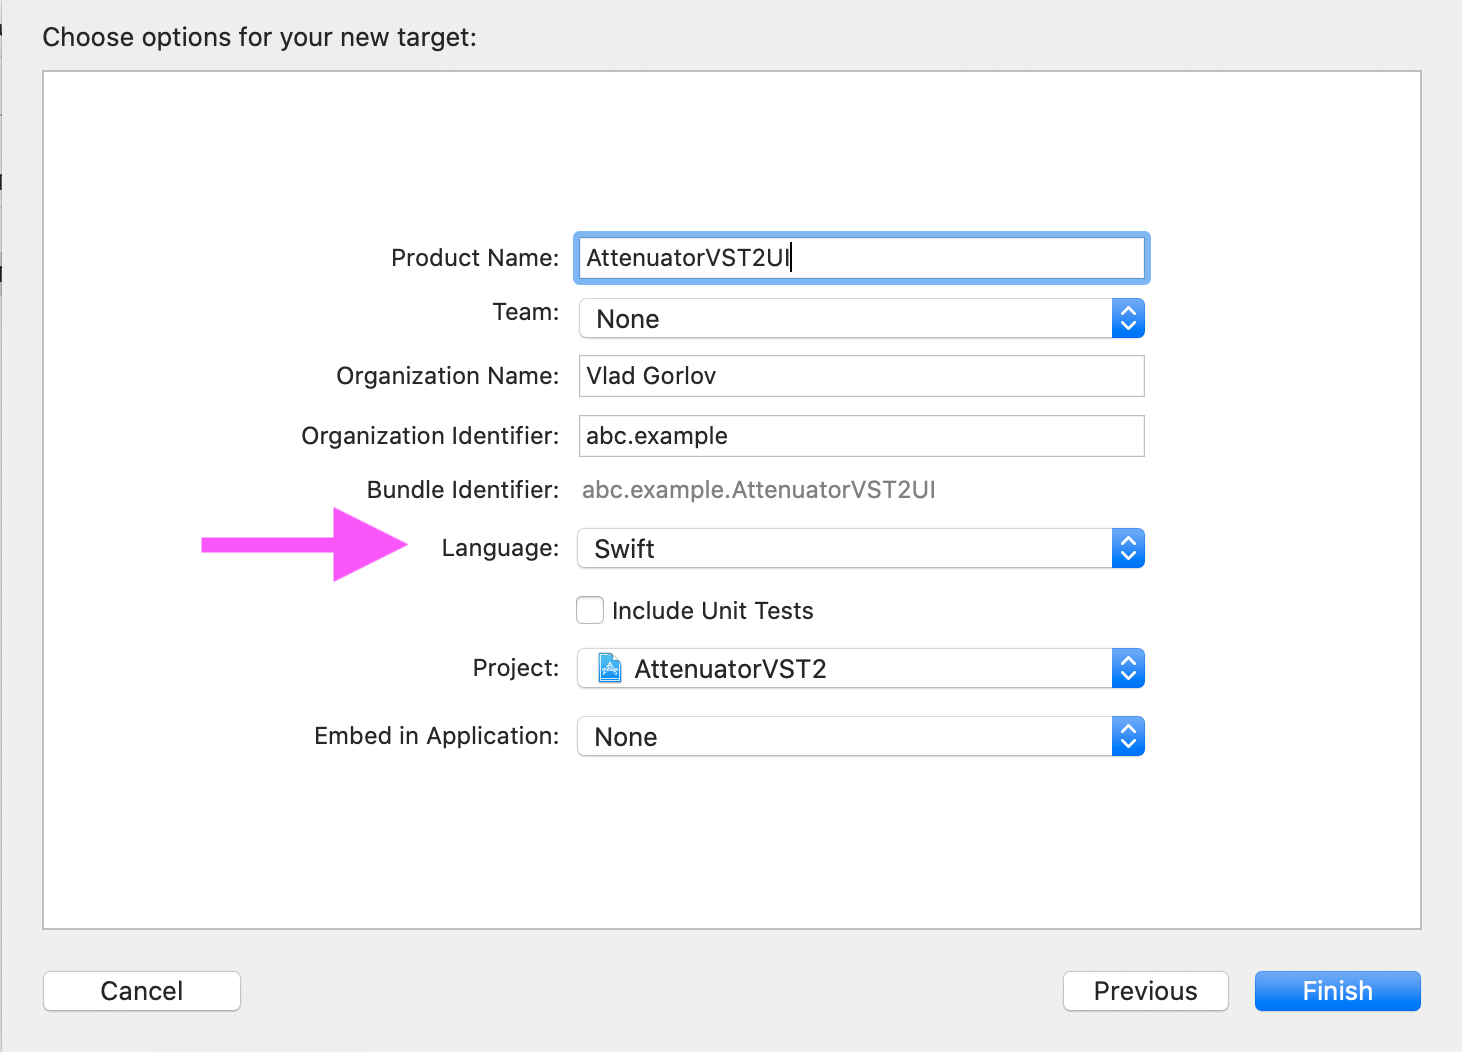 Choose options for your new target:
Product Name: AttenuatorVST2UI
Team: None
Organization Name: Vlad Gorlov
Organization Identifier: abc.example
Bundle Identifier: abc.example.AttenuatorVST2UI
Language: Swift
Include Unit Tests
Project: AttenuatorVST2
Embed in Application: None
Cancel Previous Finish